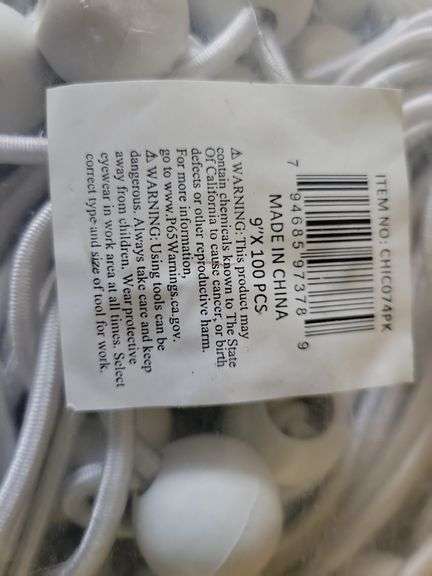 ITEM NO: CHC074PK
7 94685 97378 9
MADE IN CHINA
9"X 100 PCS
⚠ WARNING: This product may
contain chemicals known to The State
Of California to cause cancer, or birth
defects or other reproductive harm.
For more information,
go to www.P65Warnings.ca.gov.
⚠ WARNING: Using tools can be
dangerous. Always take care and keep
away from children. Wear protective
eyewear in work area at all times. Select
correct type and size of tool for work.